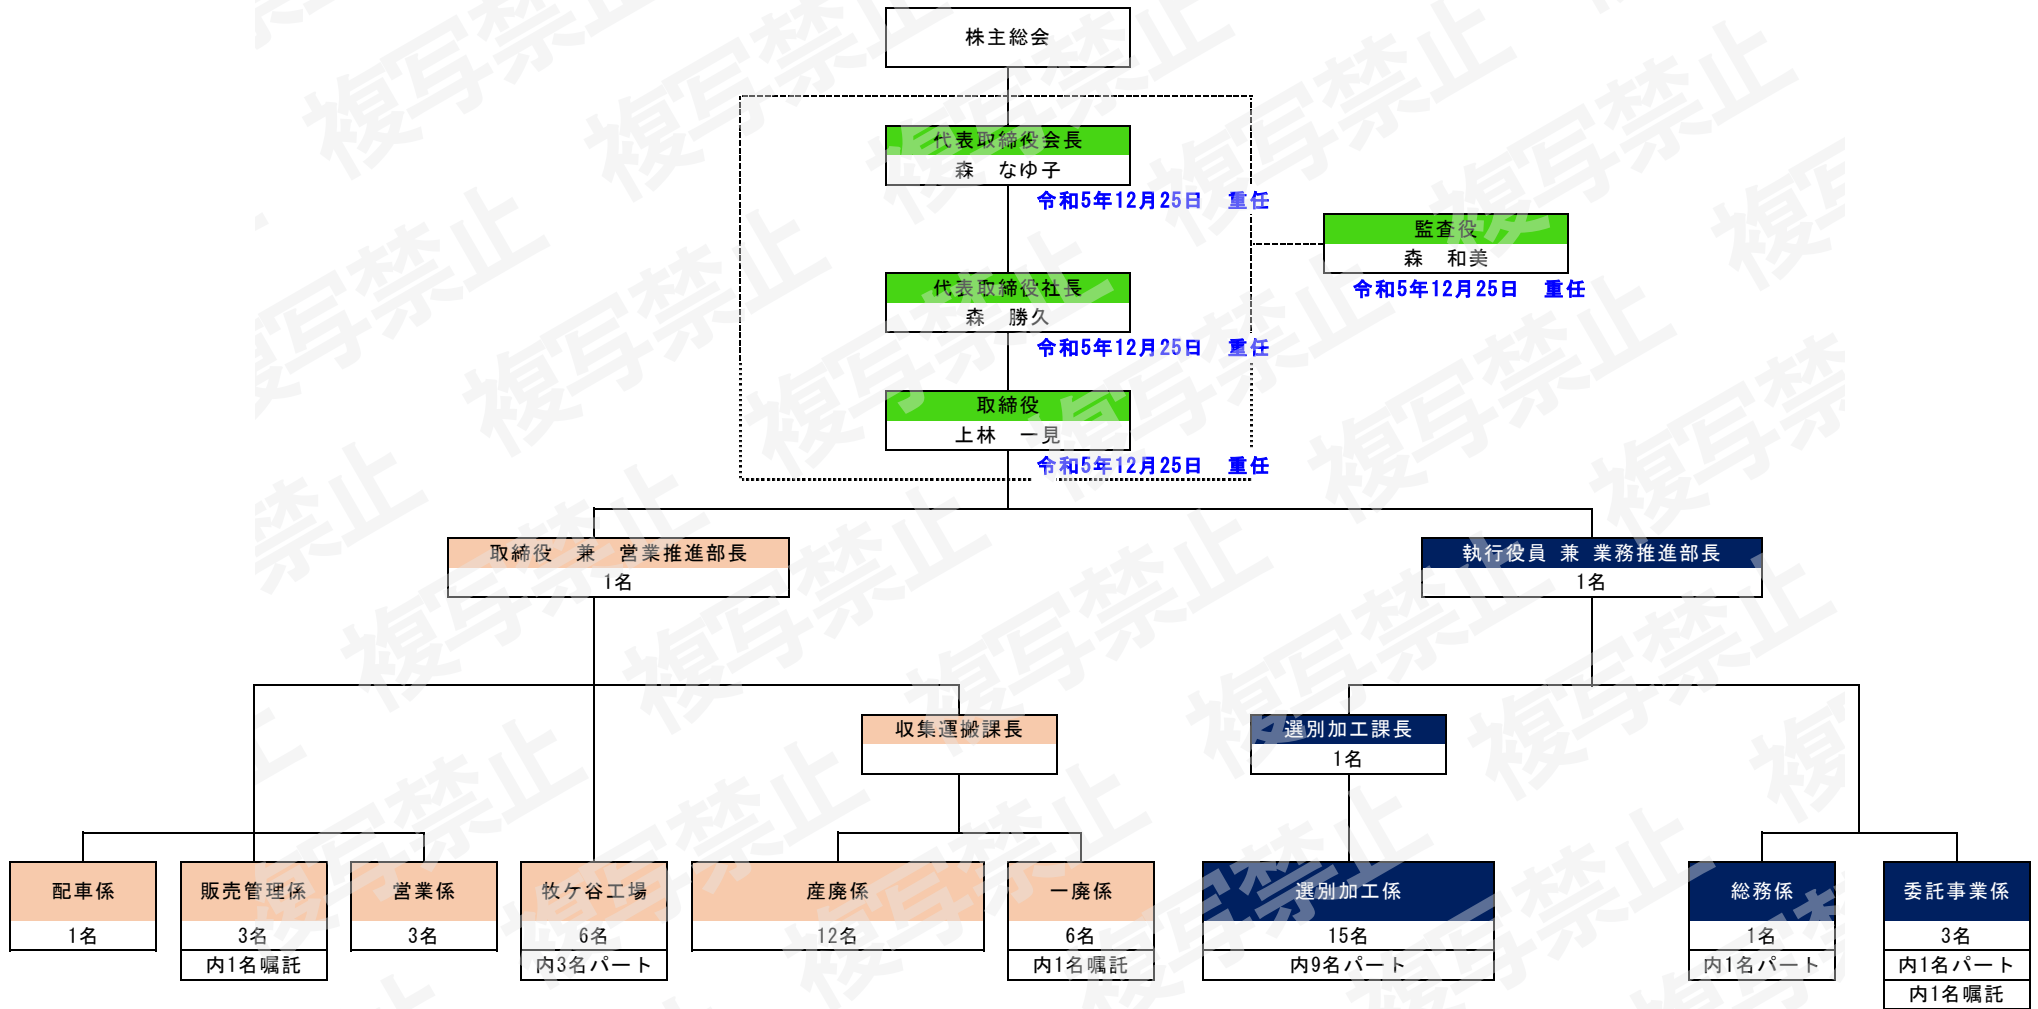 株主総会
代表取締役会長
森　なゆ子
令和5年12月25日　重任
監査役
森　和美
令和5年12月25日　重任
代表取締役社長
森　勝久
令和5年12月25日　重任
取締役
上林　一見
令和5年12月25日　重任
取締役　兼　営業推進部長
1名
執行役員 兼 業務推進部長
1名
収集運搬課長
選別加工課長
1名
配車係
1名
販売管理係
3名
内1名嘱託
営業係
3名
牧ケ谷工場
6名
内3名パート
産廃係
12名
一廃係
6名
内1名嘱託
選別加工係
15名
内9名パート
総務係
1名
内1名パート
委託事業係
3名
内1名パート
内1名嘱託
複写禁止